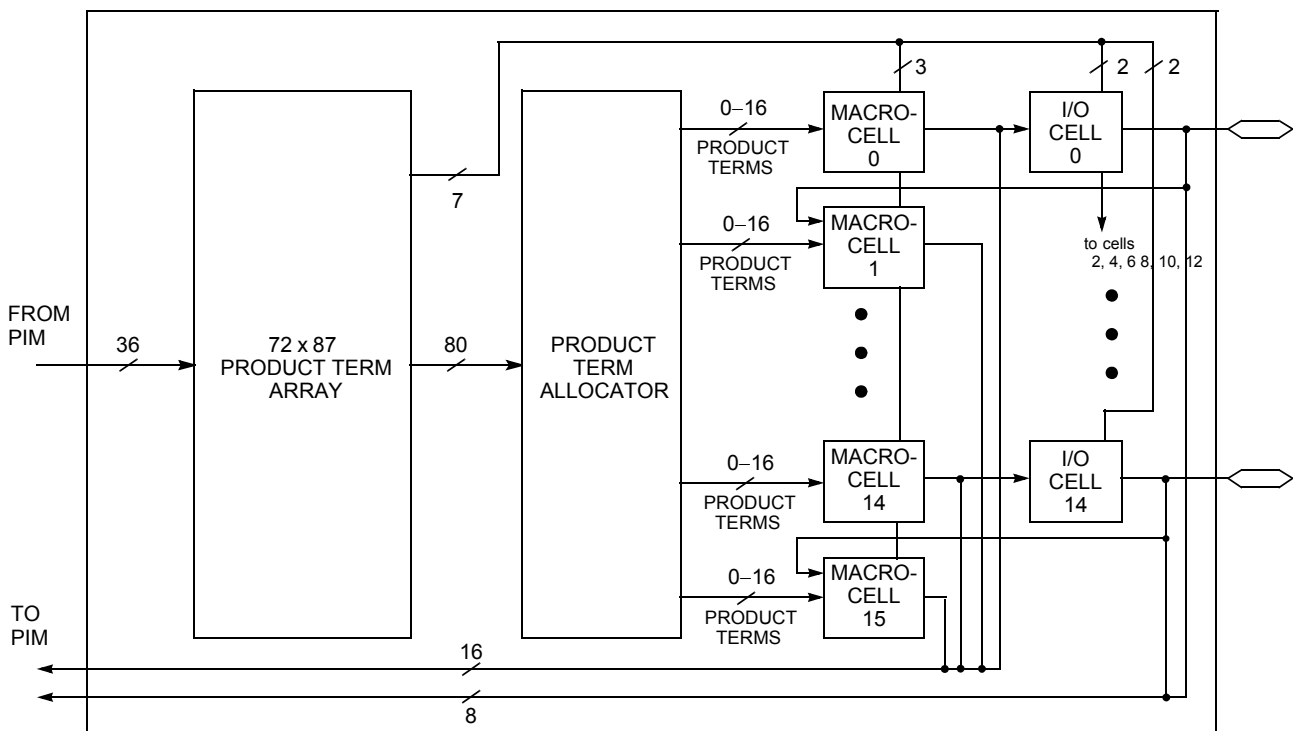 3
2
2
0–16
PRODUCT
TERMS
MACRO-
CELL
0
I/O
CELL
0
7
0–16
PRODUCT
TERMS
MACRO-
CELL
1
to cells
2, 4, 6 8, 10, 12
FROM
PIM
36
72 x 87
PRODUCT TERM
ARRAY
80
PRODUCT
TERM
ALLOCATOR
0–16
PRODUCT
TERMS
MACRO-
CELL
14
I/O
CELL
14
0–16
PRODUCT
TERMS
MACRO-
CELL
15
TO
PIM
16
8